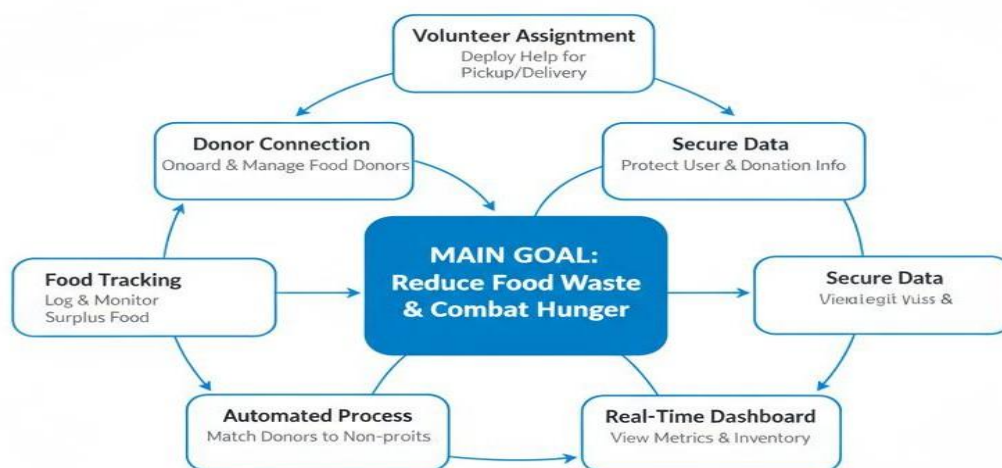 Volunteer Assigntment
Deploy Help for
Pickup/Delivery
Donor Connection
Onoard & Manage Food Donors
Secure Data
Protect User & Donation Info
MAIN GOAL:
Reduce Food Waste
& Combat Hunger
Food Tracking
Log & Monitor
Surplus Food
Secure Data
&
Automated Process
Match Donors to Non-proits
Real-Time Dashboard
View Metrics & Inventory